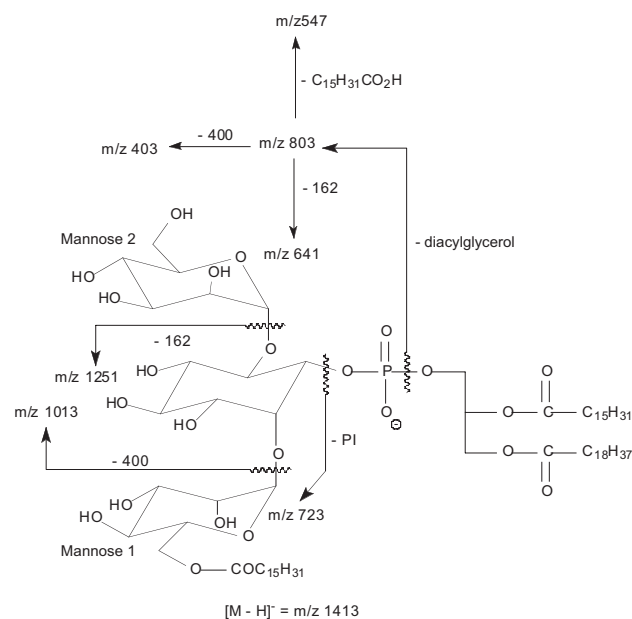 m/z547
- C15H31CO2H
- 400
m/z 403
m/z 803
- 162
m/z 641
- diacylglycerol
OH
Mannose 2
O
HO
OH
HO
- 162
O
O
m/z 1251
HO
O
P
O
O
HO
O
O
C
C15H31
m/z 1013
HO
O⊖
- PI
O
C
C18H37
- 400
O
O
HO
m/z 723
HO
OH
O
Mannose 1
O
COC15H31
[M - H]- = m/z 1413